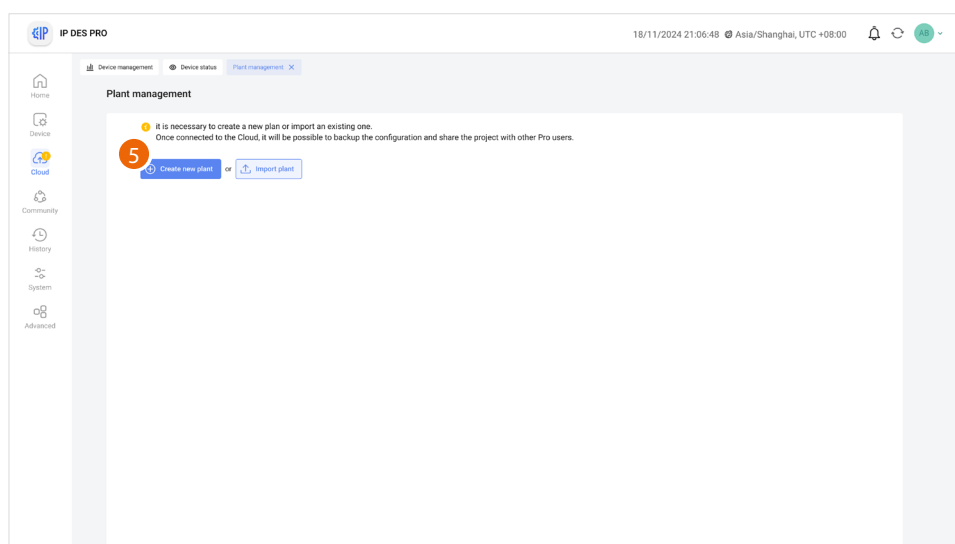 IP IP DES PRO
18/11/2024 21:06:48 Asia/Shanghai, UTC +08:00 AB
Device management Device status Plant management
Home
Plant management
Device
it is necessary to create a new plan or import an existing one.
Once connected to the Cloud, it will be possible to backup the configuration and share the project with other Pro users.
5
Create new plant or Import plant
Cloud
Community
History
System
Advanced